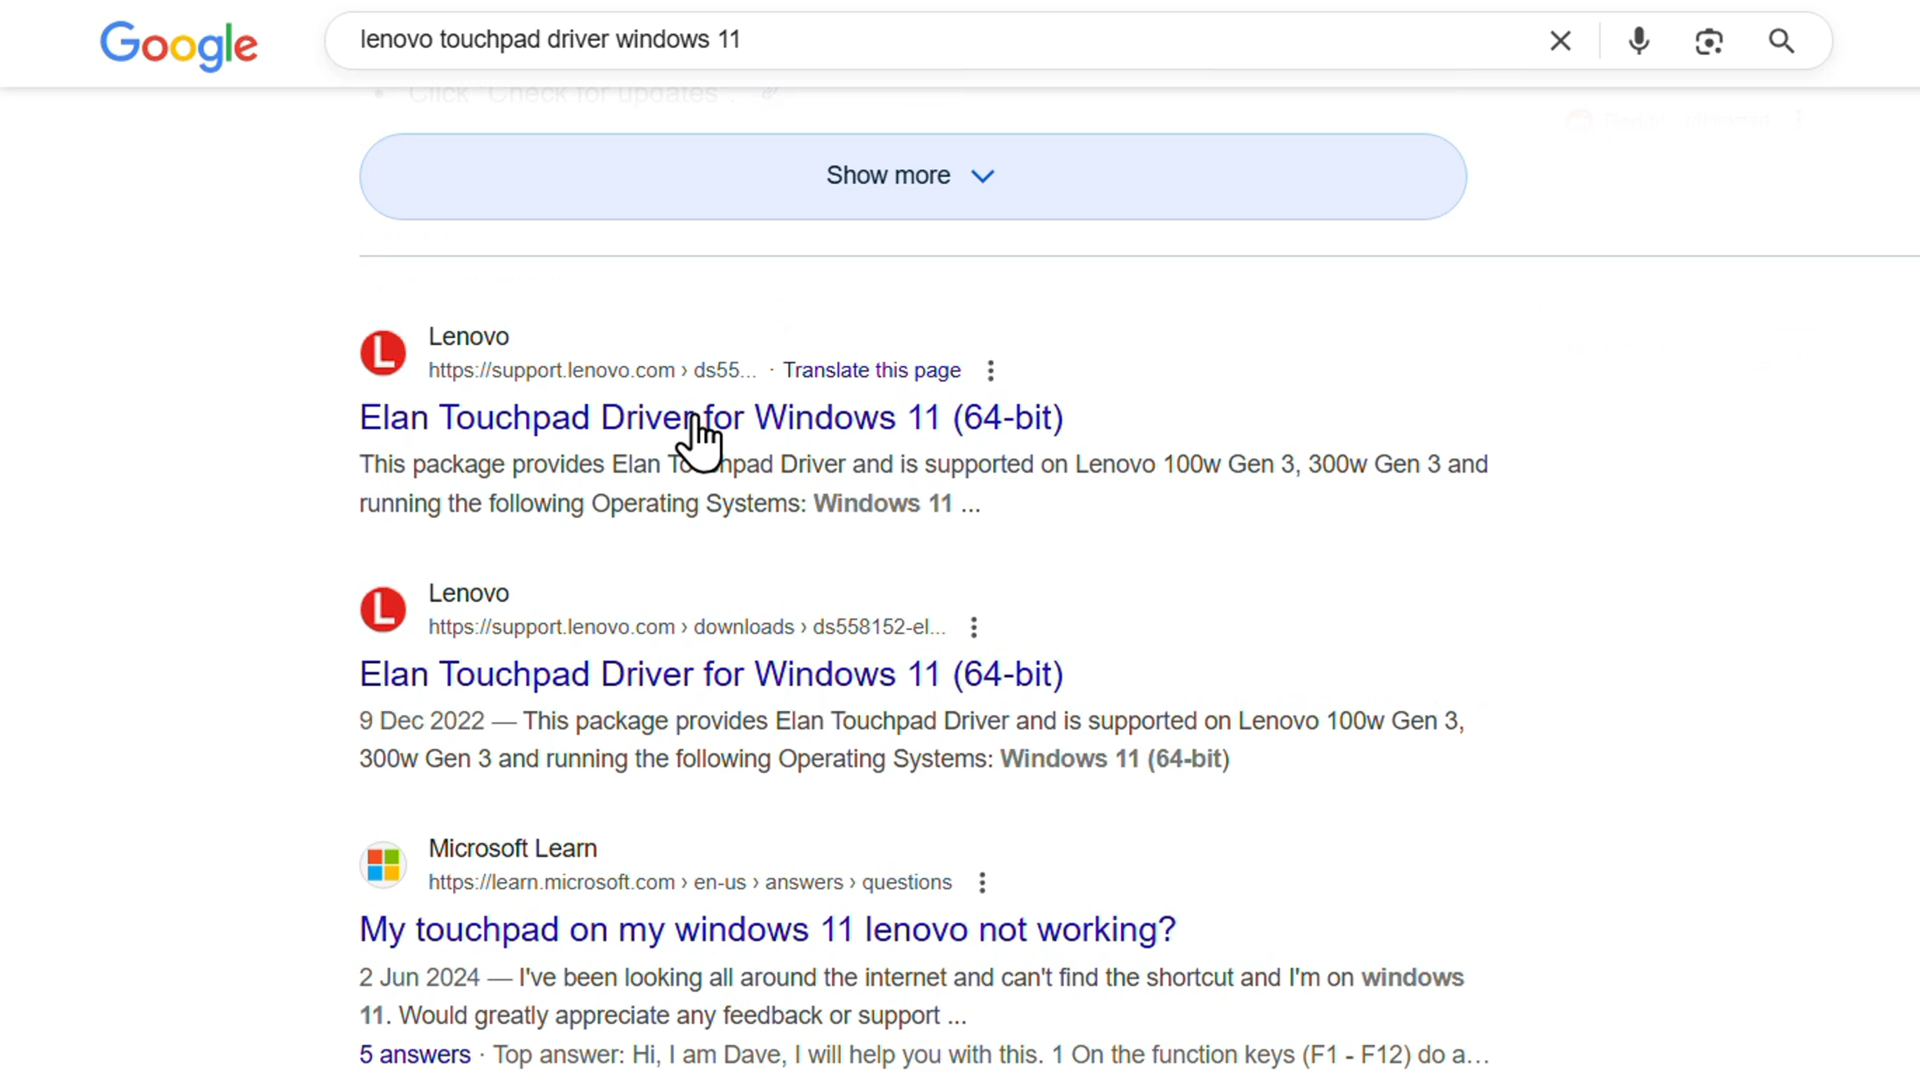 Google
lenovo touchpad driver windows 11
Click "Check for updates".
Show more
Lenovo
https://support.lenovo.com › ds55... · Translate this page
Elan Touchpad Driver for Windows 11 (64-bit)
This package provides Elan Touchpad Driver and is supported on Lenovo 100w Gen 3, 300w Gen 3 and
running the following Operating Systems: Windows 11 ...
Lenovo
https://support.lenovo.com › downloads › ds558152-el...
Elan Touchpad Driver for Windows 11 (64-bit)
9 Dec 2022 — This package provides Elan Touchpad Driver and is supported on Lenovo 100w Gen 3,
300w Gen 3 and running the following Operating Systems: Windows 11 (64-bit)
Microsoft Learn
https://learn.microsoft.com › en-us › answers › questions
My touchpad on my windows 11 lenovo not working?
2 Jun 2024 — I've been looking all around the internet and can't find the shortcut and I'm on windows
11. Would greatly appreciate any feedback or support ...
5 answers · Top answer: Hi, I am Dave, I will help you with this. 1 On the function keys (F1 - F12) do a...